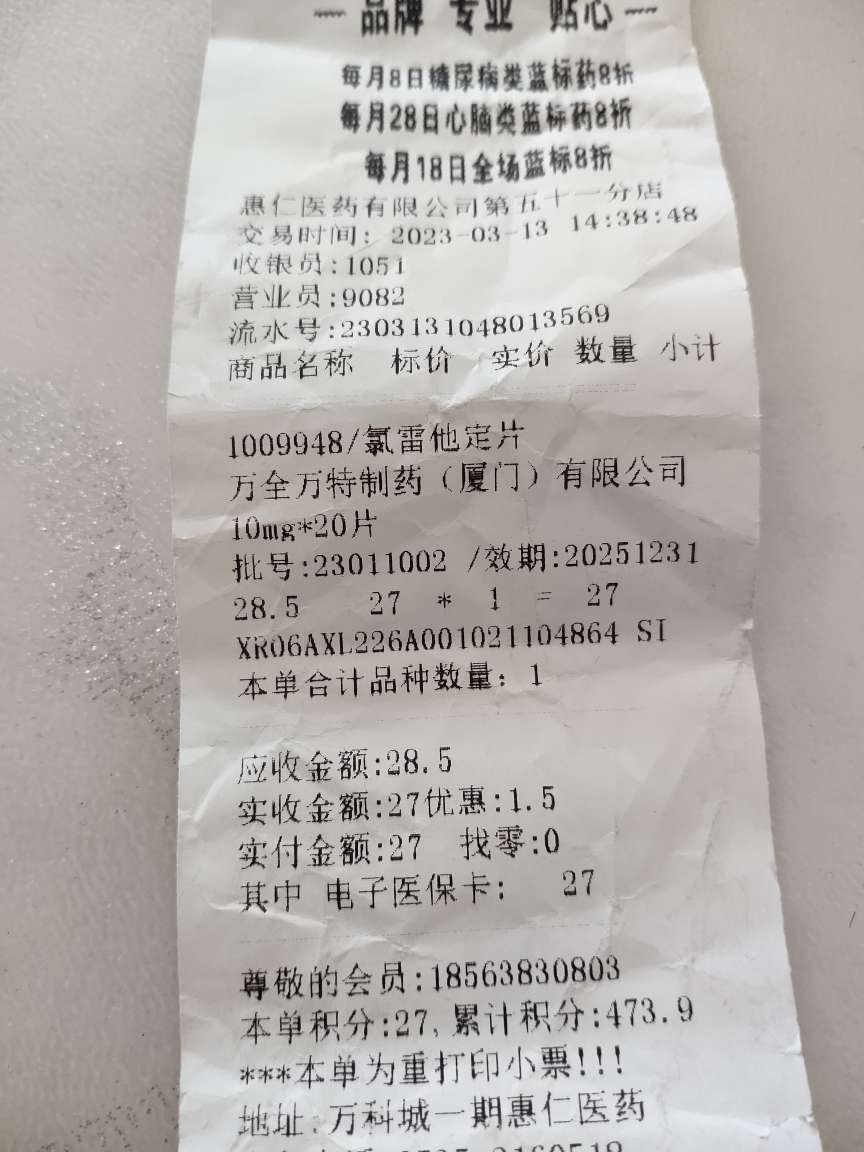 品牌 专业 贴心
每月8日糖尿病类蓝标药8折
每月28日心脑类蓝标药8折
每月18日全场蓝标8折
惠仁医药有限公司第五十一分店
交易时间: 2023-03-13 14:38:48
收银员:1051
营业员:9082
流水号:2303131048013569
商品名称 标价 实价 数量 小计
1009948/氯雷他定片
万全万特制药（厦门）有限公司
10mg*20片
批号:23011002 /效期:20251231
28.5 27 * 1 = 27
XR06AXL226A001021104864 SI
本单合计品种数量: 1
应收金额:28.5
实收金额:27优惠:1.5
实付金额:27 找零:0
其中 电子医保卡: 27
尊敬的会员:18563830803
本单积分:27,累计积分:473.9
***本单为重打印小票!!!
地址:万科城一期惠仁医药